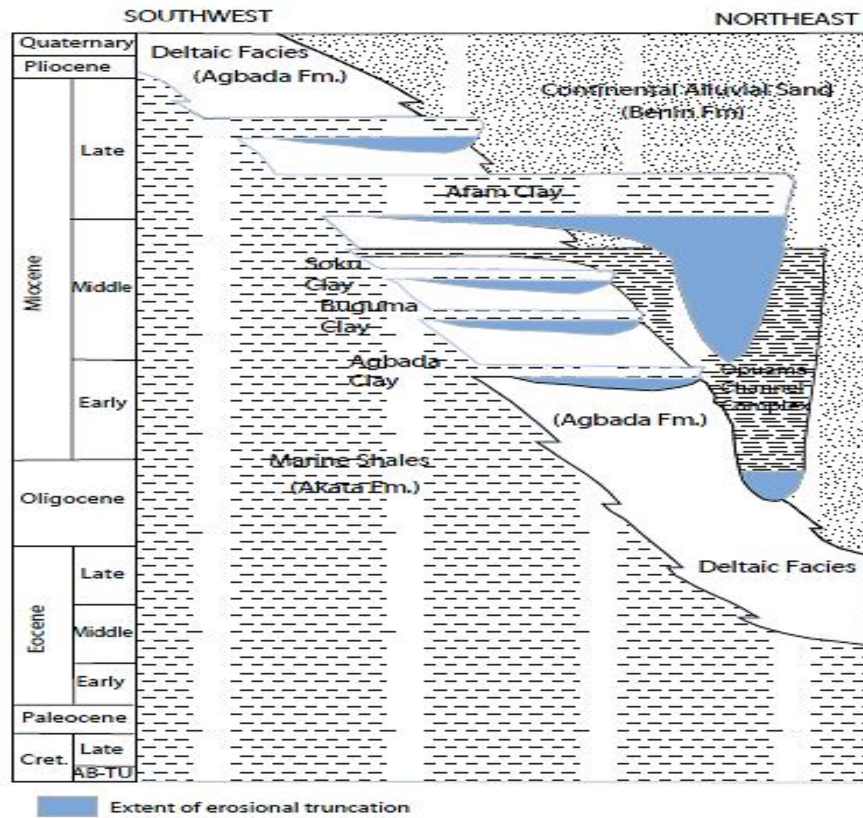 SOUTHWEST
NORTHEAST
Quaternary
Pliocene
Miocene
Late
Middle
Early
Oligocene
Eocene
Late
Middle
Early
Paleocene
Cret.
Late
AB-TU
Deltaic Facies
(Agbada Fm.)
Continental Alluvial Sand
(Benin Fm)
Afam Clay
Soku
Clay
Buguma
Clay
Agbada
Clay
Opuama
Channel
Complex
(Agbada Fm.)
Marine Shales
(Akata Fm.)
Deltaic Facies
Extent of erosional truncation